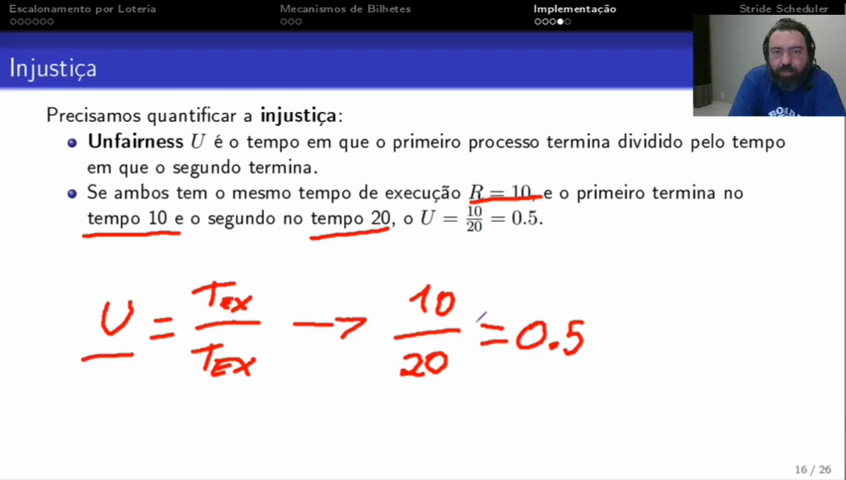 Escalonamento por Loteria Mecanismos de Bilhetes Implementação Stride Scheduler
Injustiça
Precisamos quantificar a injustiça:
Unfairness U é o tempo em que o primeiro processo termina dividido pelo tempo
em que o segundo termina.
Se ambos tem o mesmo tempo de execução R = 10, e o primeiro termina no
tempo 10 e o segundo no tempo 20, o U = 10/20 = 0.5.
U = TEX/TEX → 10/20 = 0.5
16 / 26